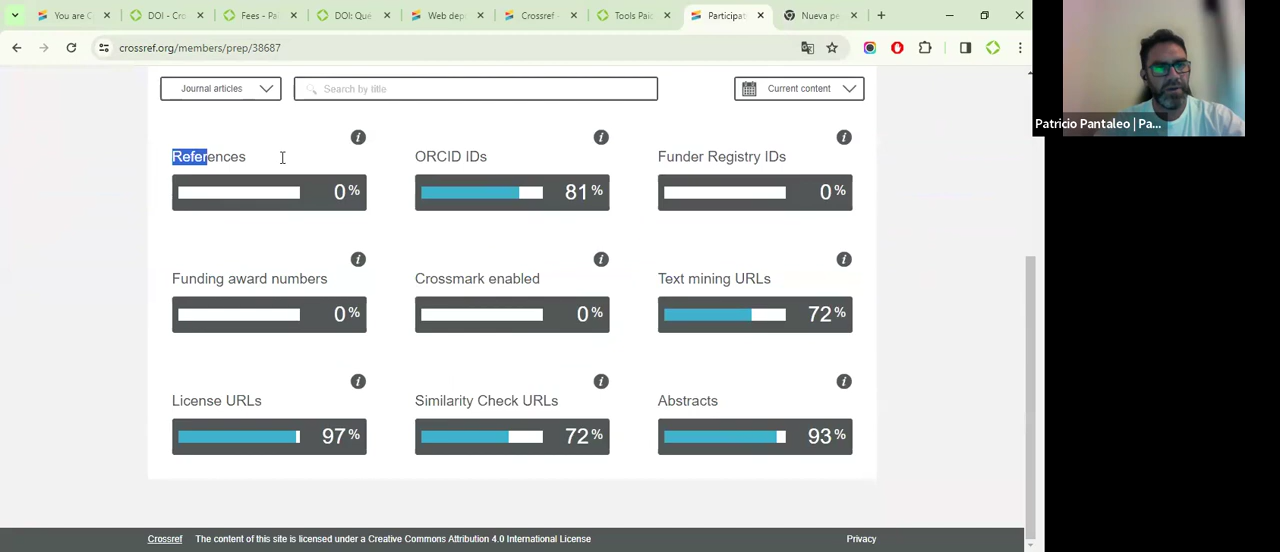 You are C
DOI - Cro
Fees - Pa
DOI: Qué
Web dep
Crossref -
Tools Paid
Participat
Nueva pe
crossref.org/members/prep/38687
Patricio Pantaleo | Pa...
Journal articles
Search by title
Current content
References
ORCID IDs
Funder Registry IDs
0%
81%
0%
Funding award numbers
Crossmark enabled
Text mining URLs
0%
0%
72%
License URLs
Similarity Check URLs
Abstracts
97%
72%
93%
Crossref
The content of this site is licensed under a Creative Commons Attribution 4.0 International License
Privacy